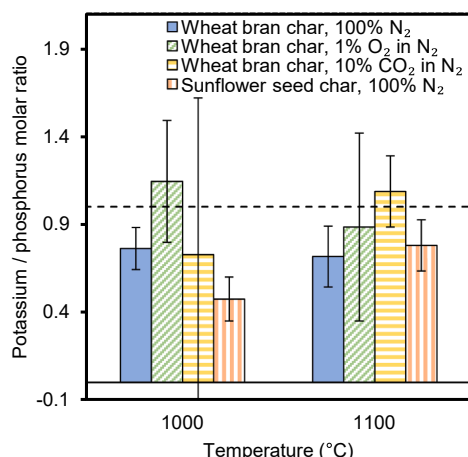 Potassium / phosphorus molar ratio
1.9
1.4
0.9
0.4
-0.1
Wheat bran char, 100% N₂
Wheat bran char, 1% O₂ in N₂
Wheat bran char, 10% CO₂ in N₂
Sunflower seed char, 100% N₂
1000
1100
Temperature (°C)